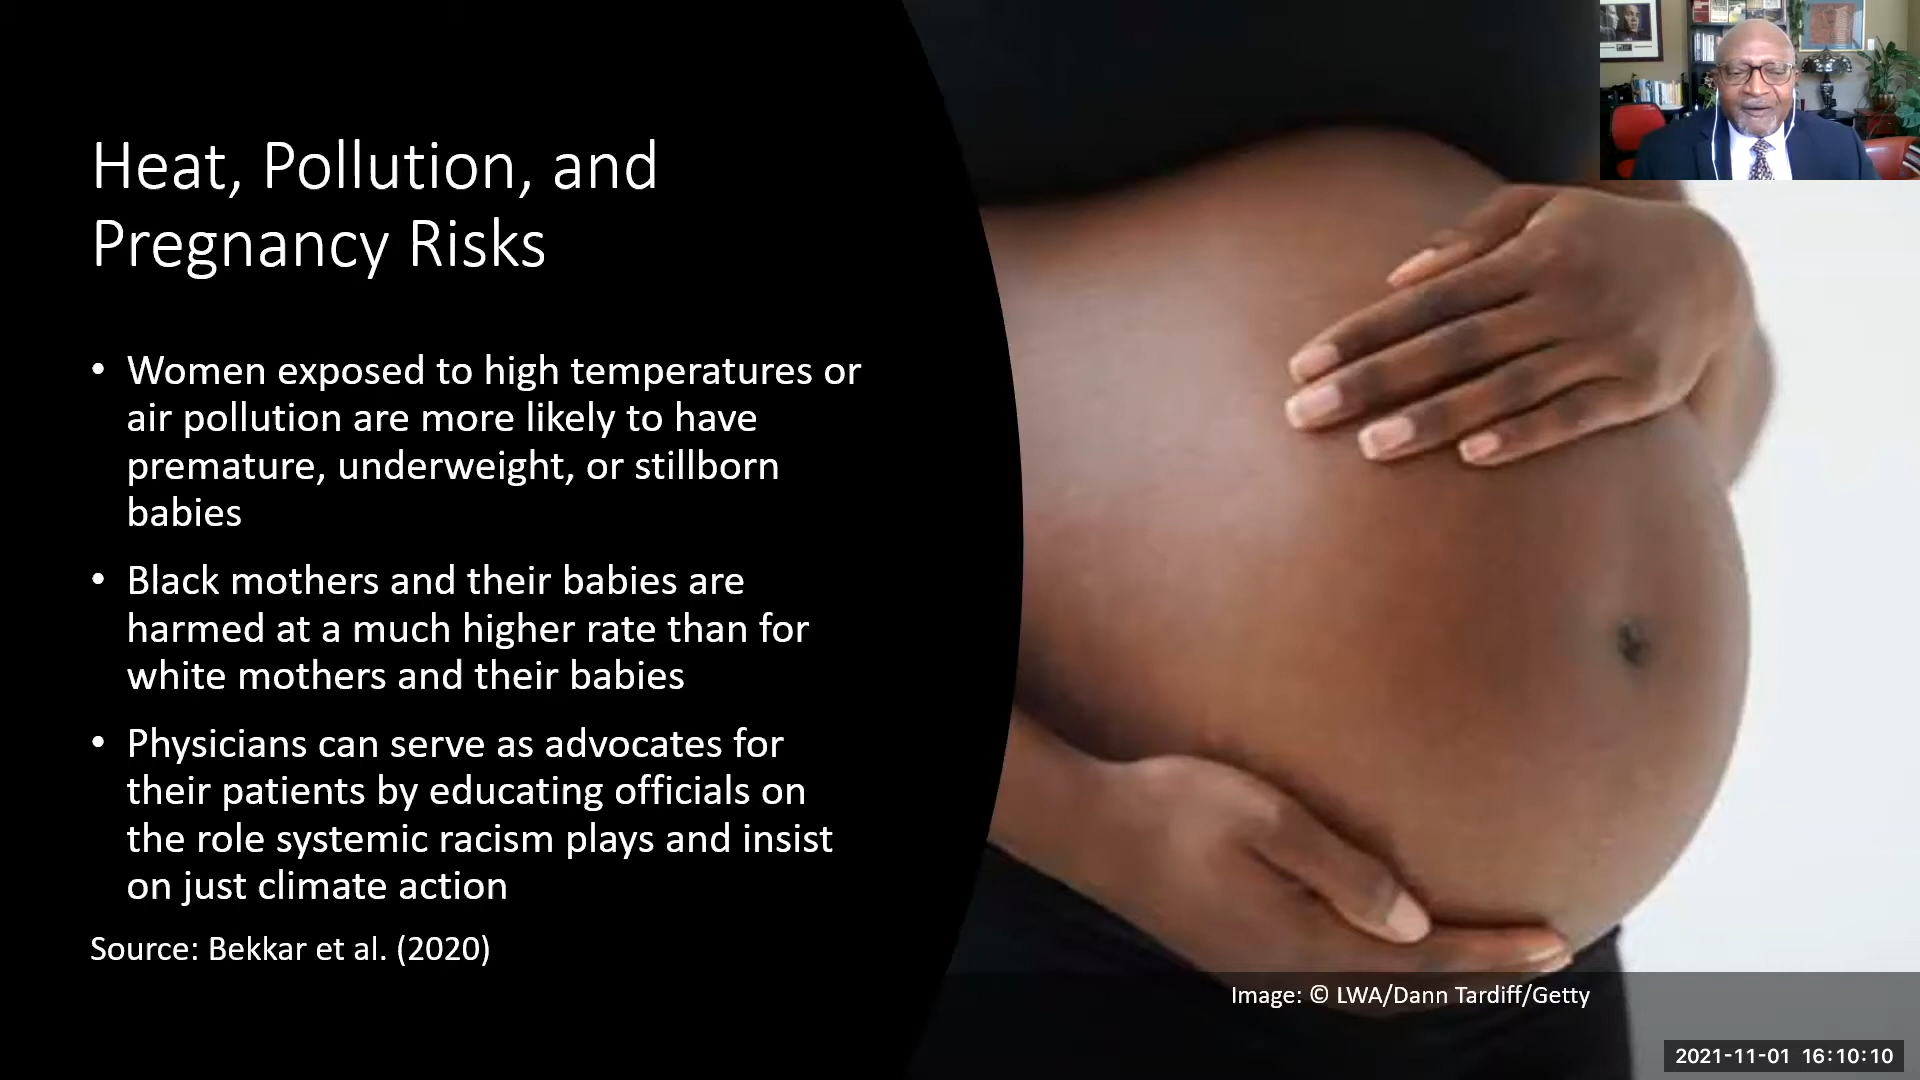 Heat, Pollution, and
Pregnancy Risks
• Women exposed to high temperatures or
air pollution are more likely to have
premature, underweight, or stillborn
babies
• Black mothers and their babies are
harmed at a much higher rate than for
white mothers and their babies
• Physicians can serve as advocates for
their patients by educating officials on
the role systemic racism plays and insist
on just climate action
Source: Bekkar et al. (2020)
Image: © LWA/Dann Tardiff/Getty
2021-11-01 16:10:10